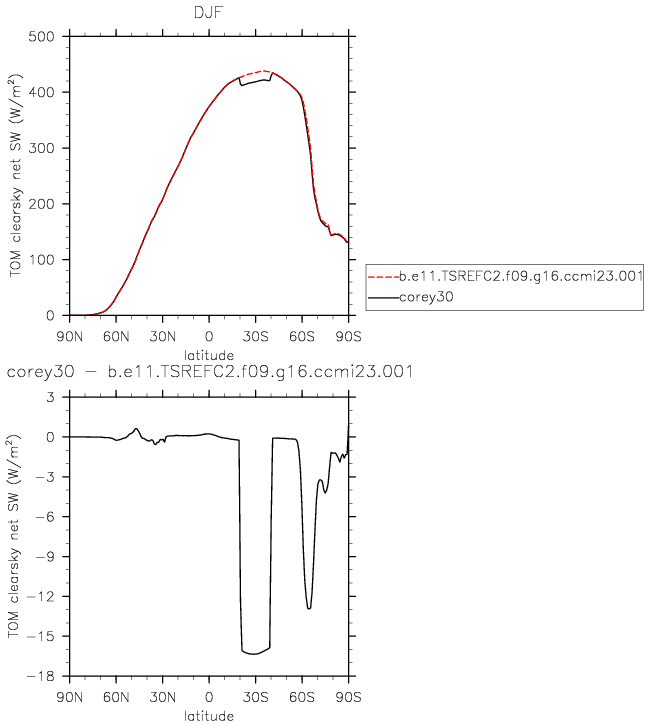 DJF
500
400
300
200
100
0
TOM clearsky net SW (W/m²)
90N 60N 30N 0 30S 60S 90S
latitude
b.e11.TSREFC2.f09.g16.ccmi23.001
corey30
corey30 − b.e11.TSREFC2.f09.g16.ccmi23.001
3
0
−3
−6
−9
−12
−15
−18
TOM clearsky net SW (W/m²)
90N 60N 30N 0 30S 60S 90S
latitude